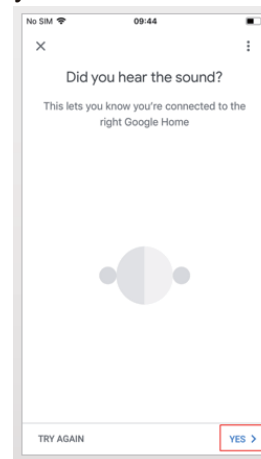 No SIM 09:44
Did you hear the sound?
This lets you know you're connected to the
right Google Home
TRY AGAIN YES